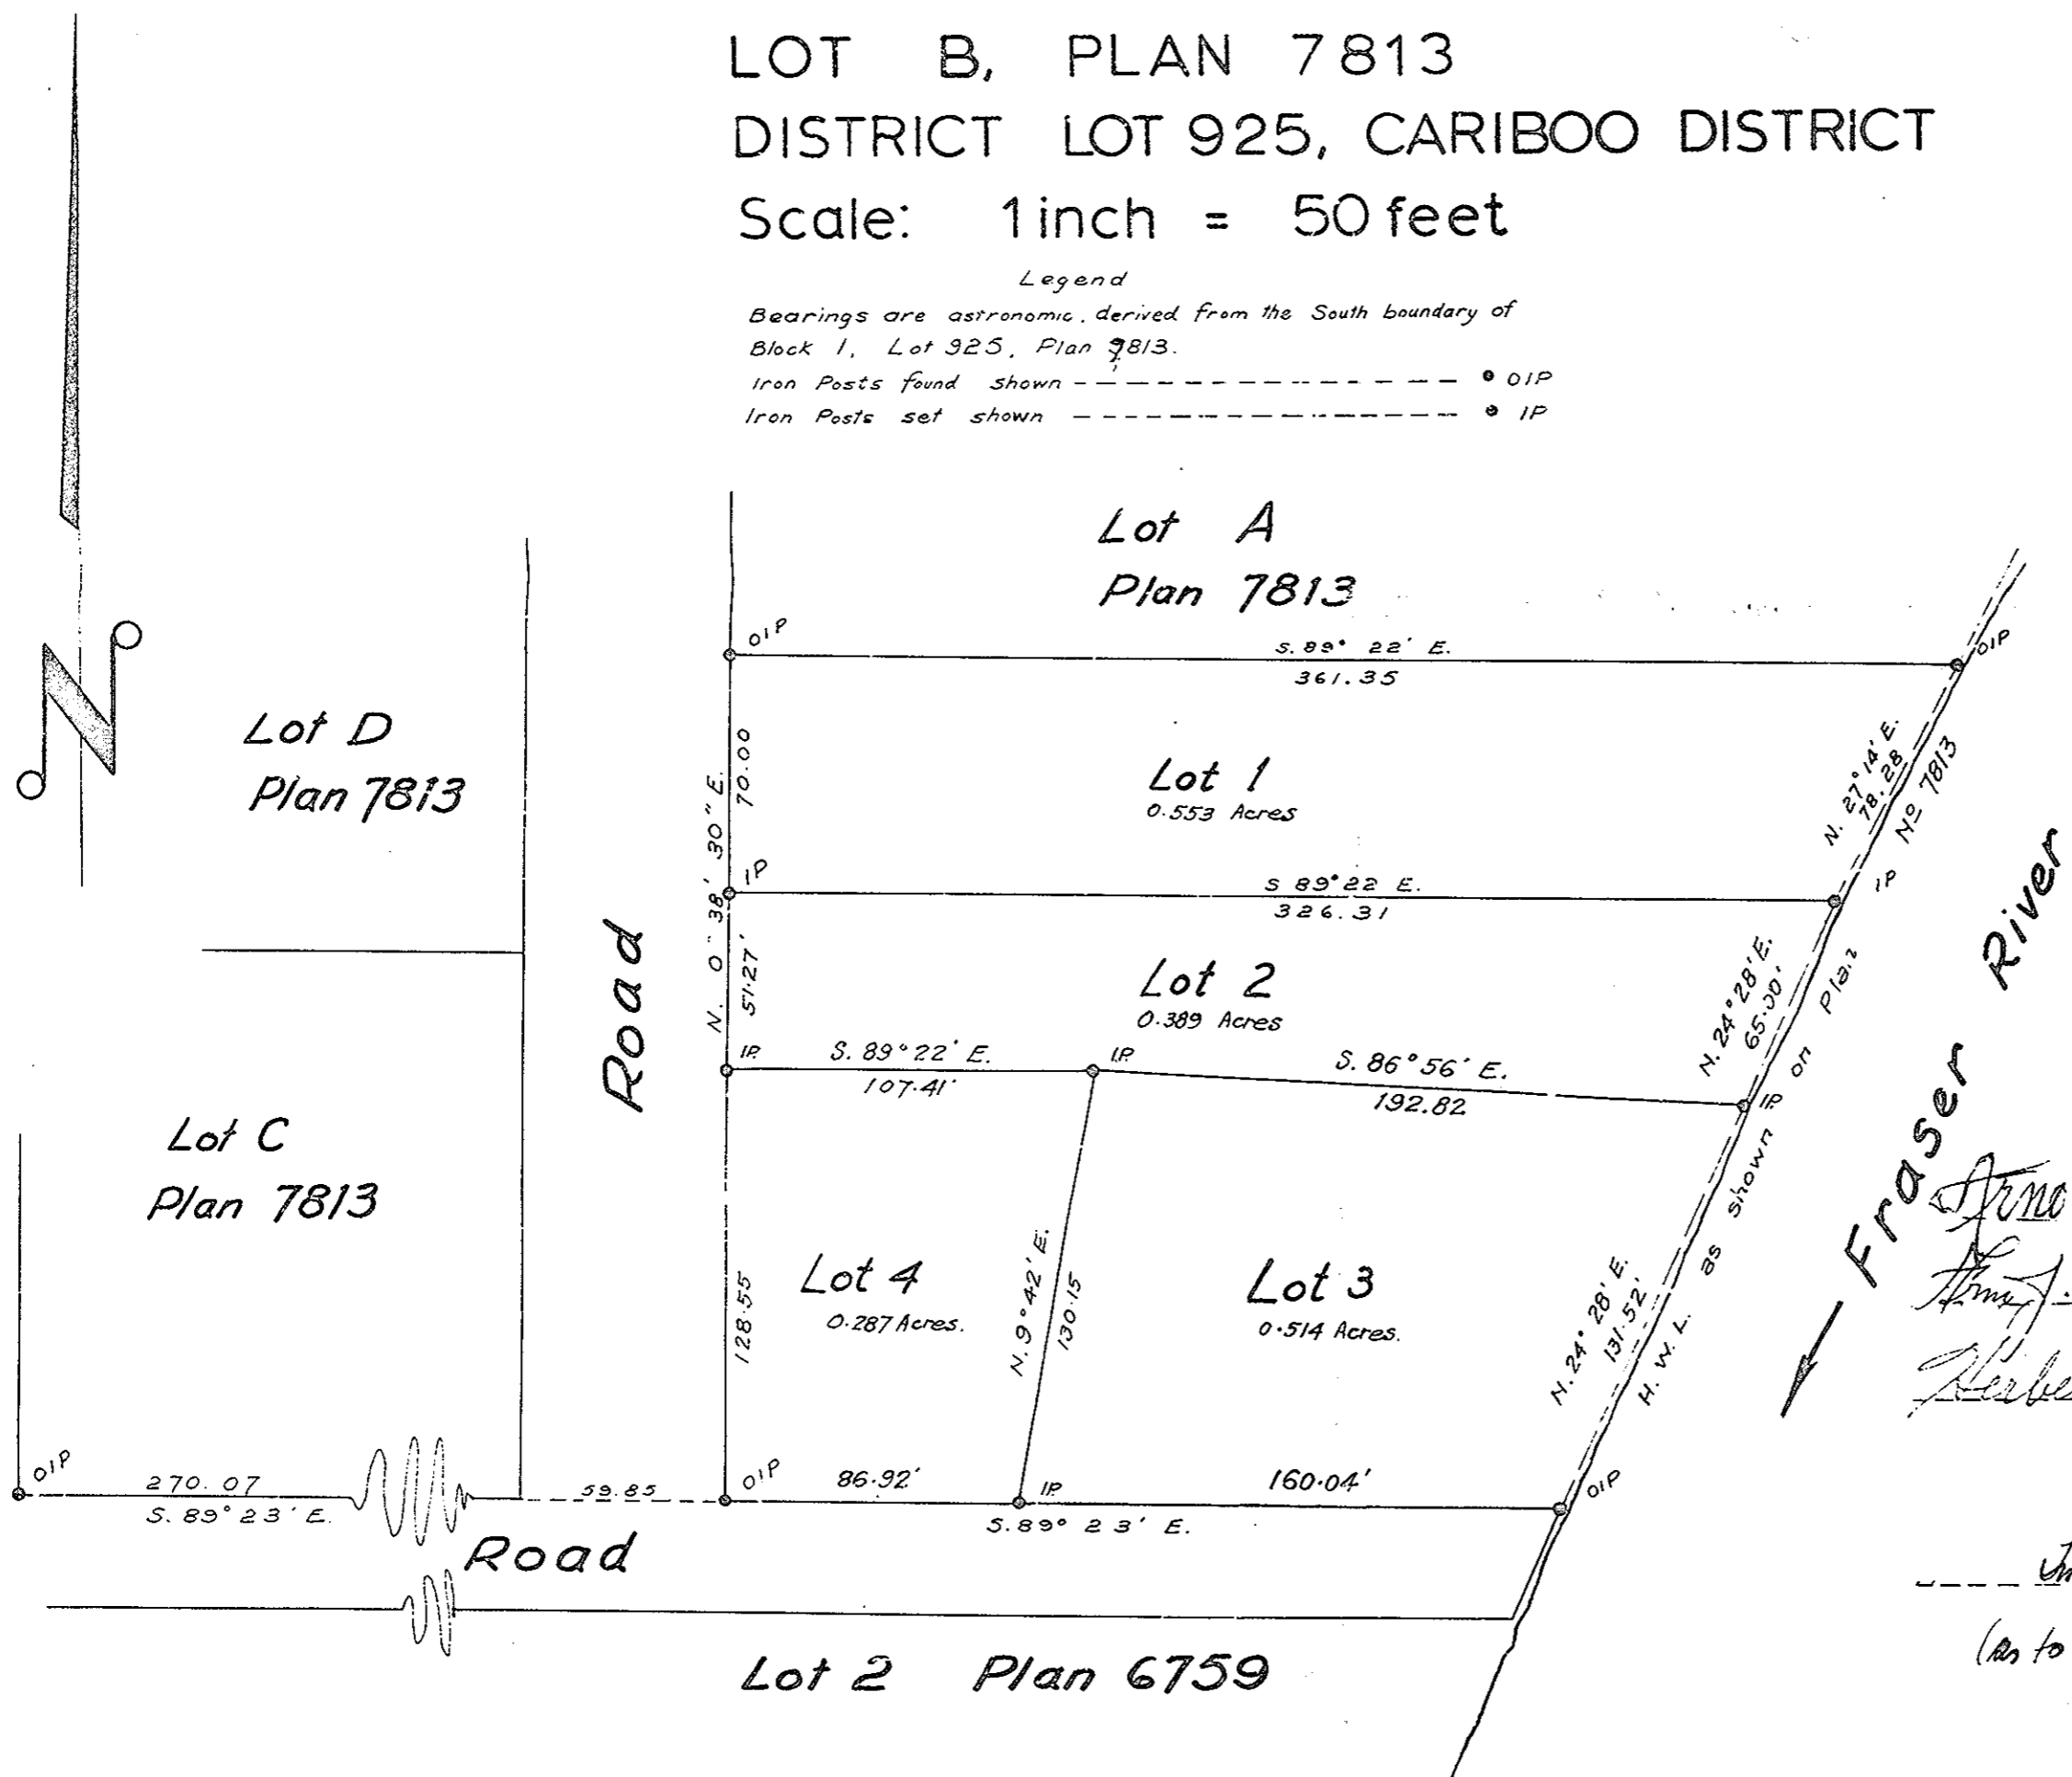 LOT B, PLAN 7813
DISTRICT LOT 925, CARIBOO DISTRICT
Scale: 1 inch = 50 feet
Legend
Bearings are astronomic, derived from the South boundary of
Block 1, Lot 925, Plan 7813.
Iron Posts found shown OIP
Iron Posts set shown IP
N
Lot A
Plan 7813
OIP
S. 89° 22' E.
361.35
OIP
Lot D
Plan 7813
N. 0° 38' 30" E.
70.00
Lot 1
0.553 Acres
N. 27° 14' E.
78.28
IP
S 89° 22 E.
326.31
IP
Road
51.27'
Lot 2
0.389 Acres
N. 24° 28' E.
65.00'
IP.
S. 89° 22' E.
107.41'
I.P.
S. 86° 56' E.
192.82
IP.
Lot C
Plan 7813
128.55
Lot 4
0.287 Acres.
N. 9° 42' E.
130.15
Lot 3
0.514 Acres.
N. 24° 28' E.
131.52'
H. W. L. as shown on Plan No 7813
Fraser River
OIP
270.07
S. 89° 23' E.
59.85
OIP
86.92'
IP.
160.04'
OIP
S. 89° 23' E.
Road
Lot 2 Plan 6759
(As to